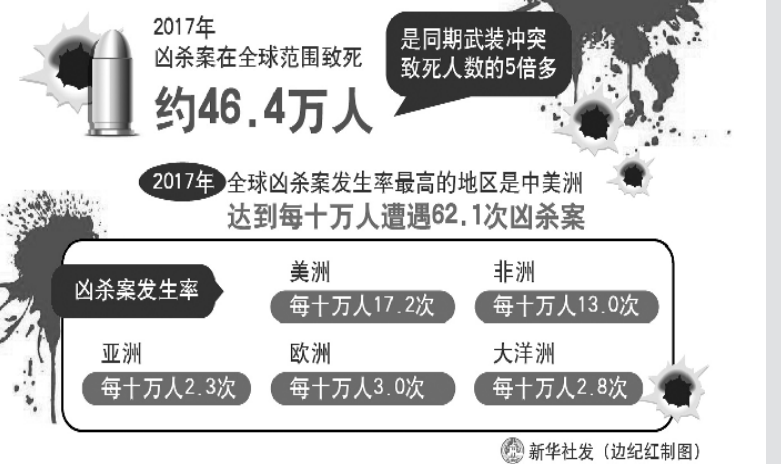 2017年
凶杀案在全球范围致死
约46.4万人
是同期武装冲突
致死人数的5倍多
2017年 全球凶杀案发生率最高的地区是中美洲
达到每十万人遭遇62.1次凶杀案
凶杀案发生率
美洲
每十万人17.2次
非洲
每十万人13.0次
亚洲
每十万人2.3次
欧洲
每十万人3.0次
大洋洲
每十万人2.8次
新华社发（边纪红制图）